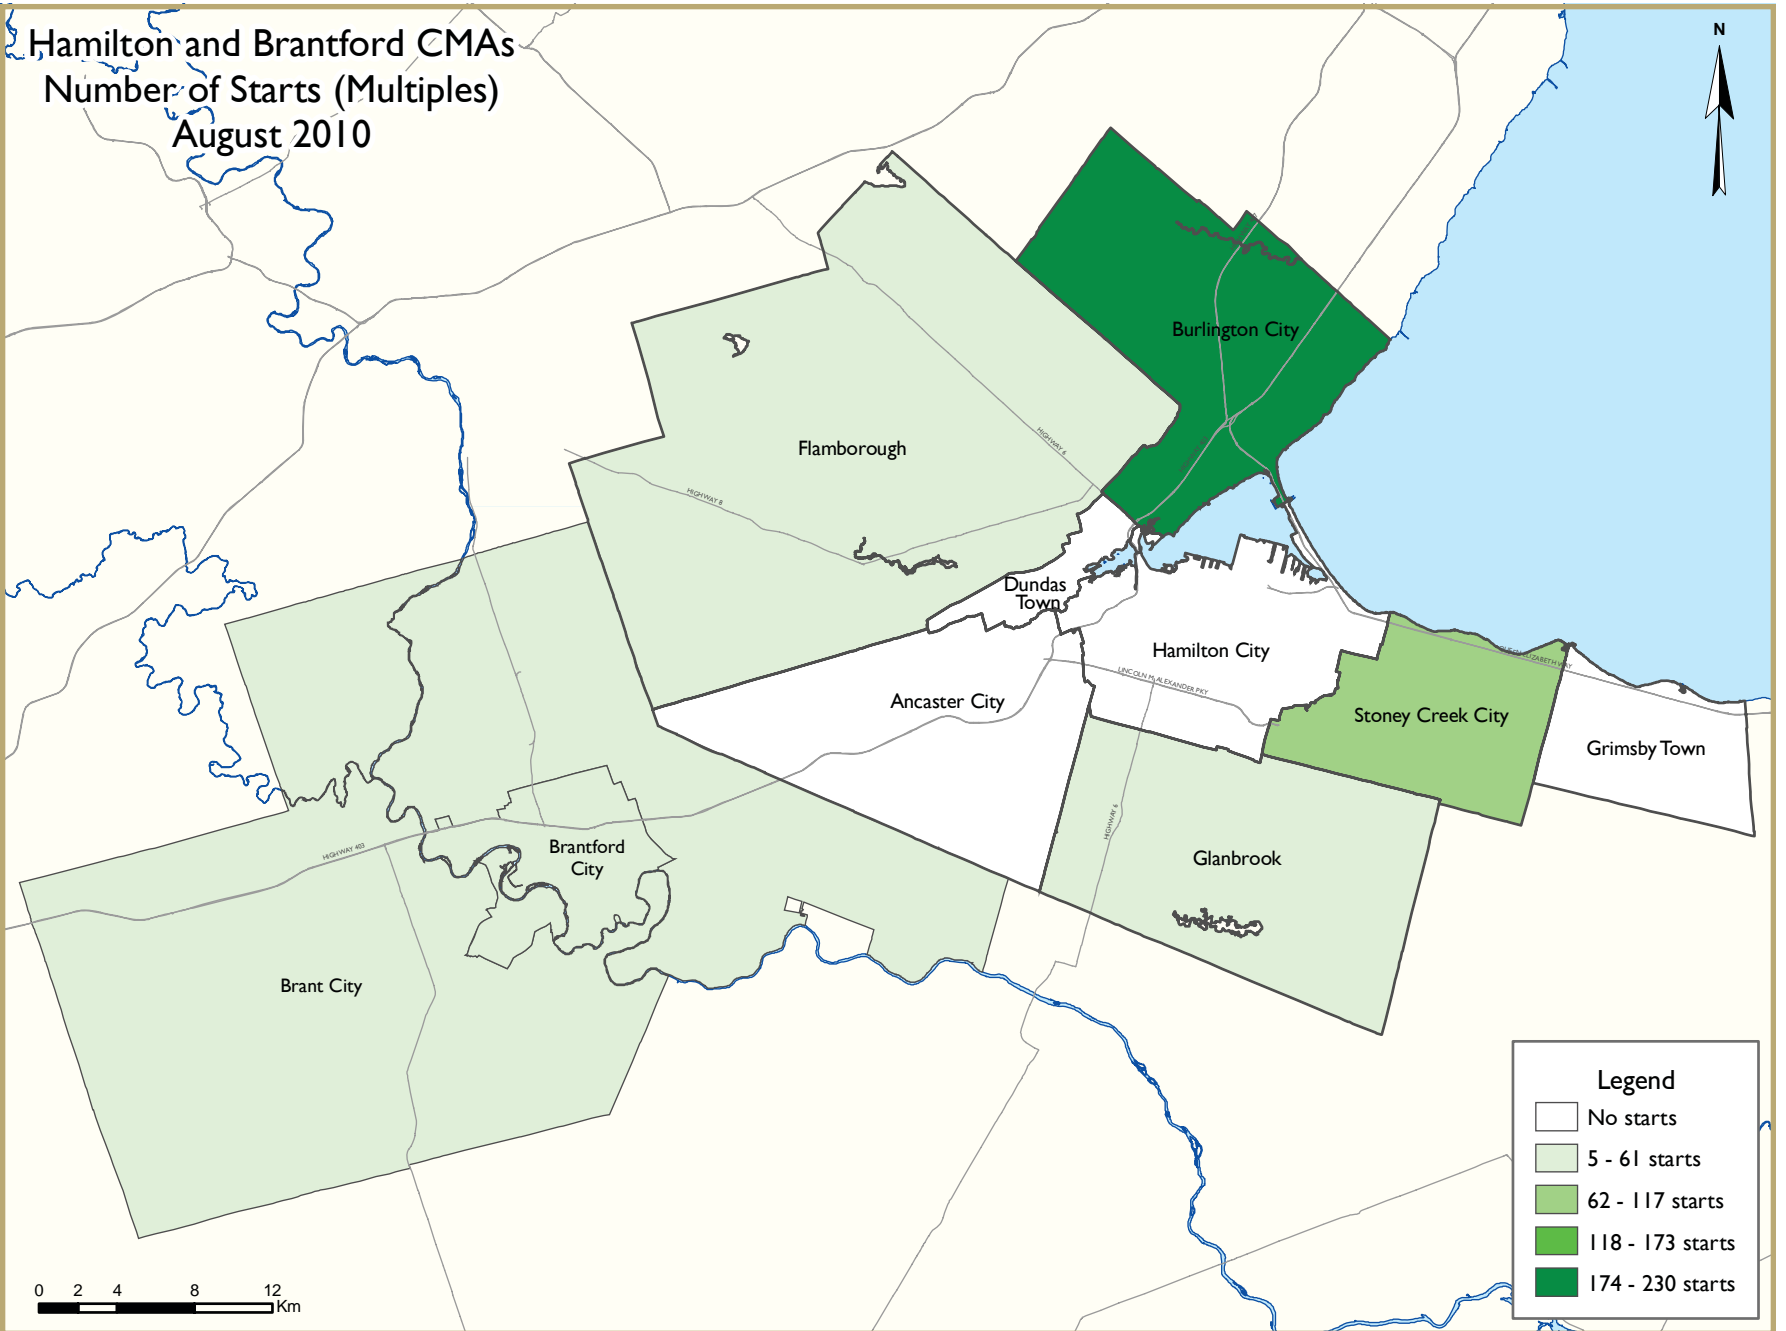 Hamilton and Brantford CMAs
Number of Starts (Multiples)
August 2010
N
Burlington City
Flamborough
HIGHWAY 6
HIGHWAY 8
Dundas
Town
Hamilton City
LINCOLN M. ALEXANDER PKY
Ancaster City
Stoney Creek City
Grimsby Town
HIGHWAY 6
Glanbrook
Brantford
City
HIGHWAY 403
Brant City
Legend
No starts
5 - 61 starts
62 - 117 starts
118 - 173 starts
174 - 230 starts
0 2 4 8 12
Km